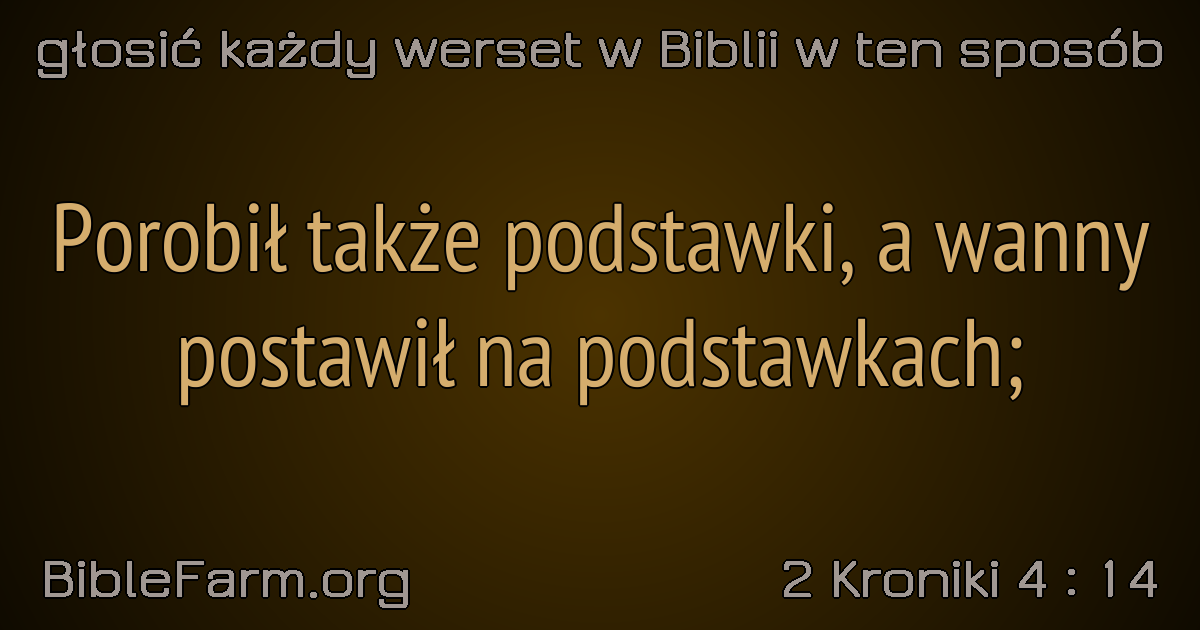 głosić każdy werset w Biblii w ten sposób
Porobił także podstawki, a wanny
postawił na podstawkach;
BibleFarm.org
2 Kroniki 4 : 14